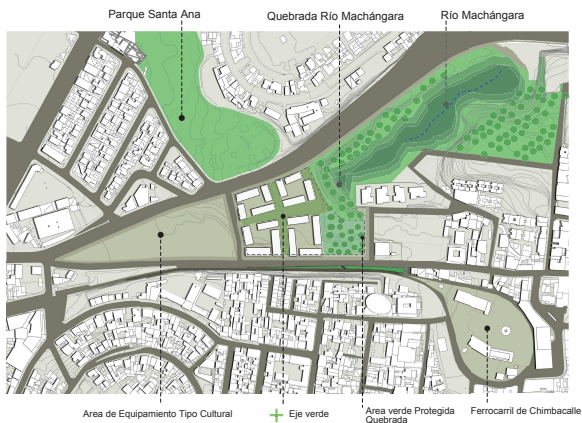 Parque Santa Ana
Quebrada Río Machángara
Río Machángara
Area de Equipamiento Tipo Cultural
Eje verde
Area verde Protegida
Quebrada
Ferrocarril de Chimbacalle